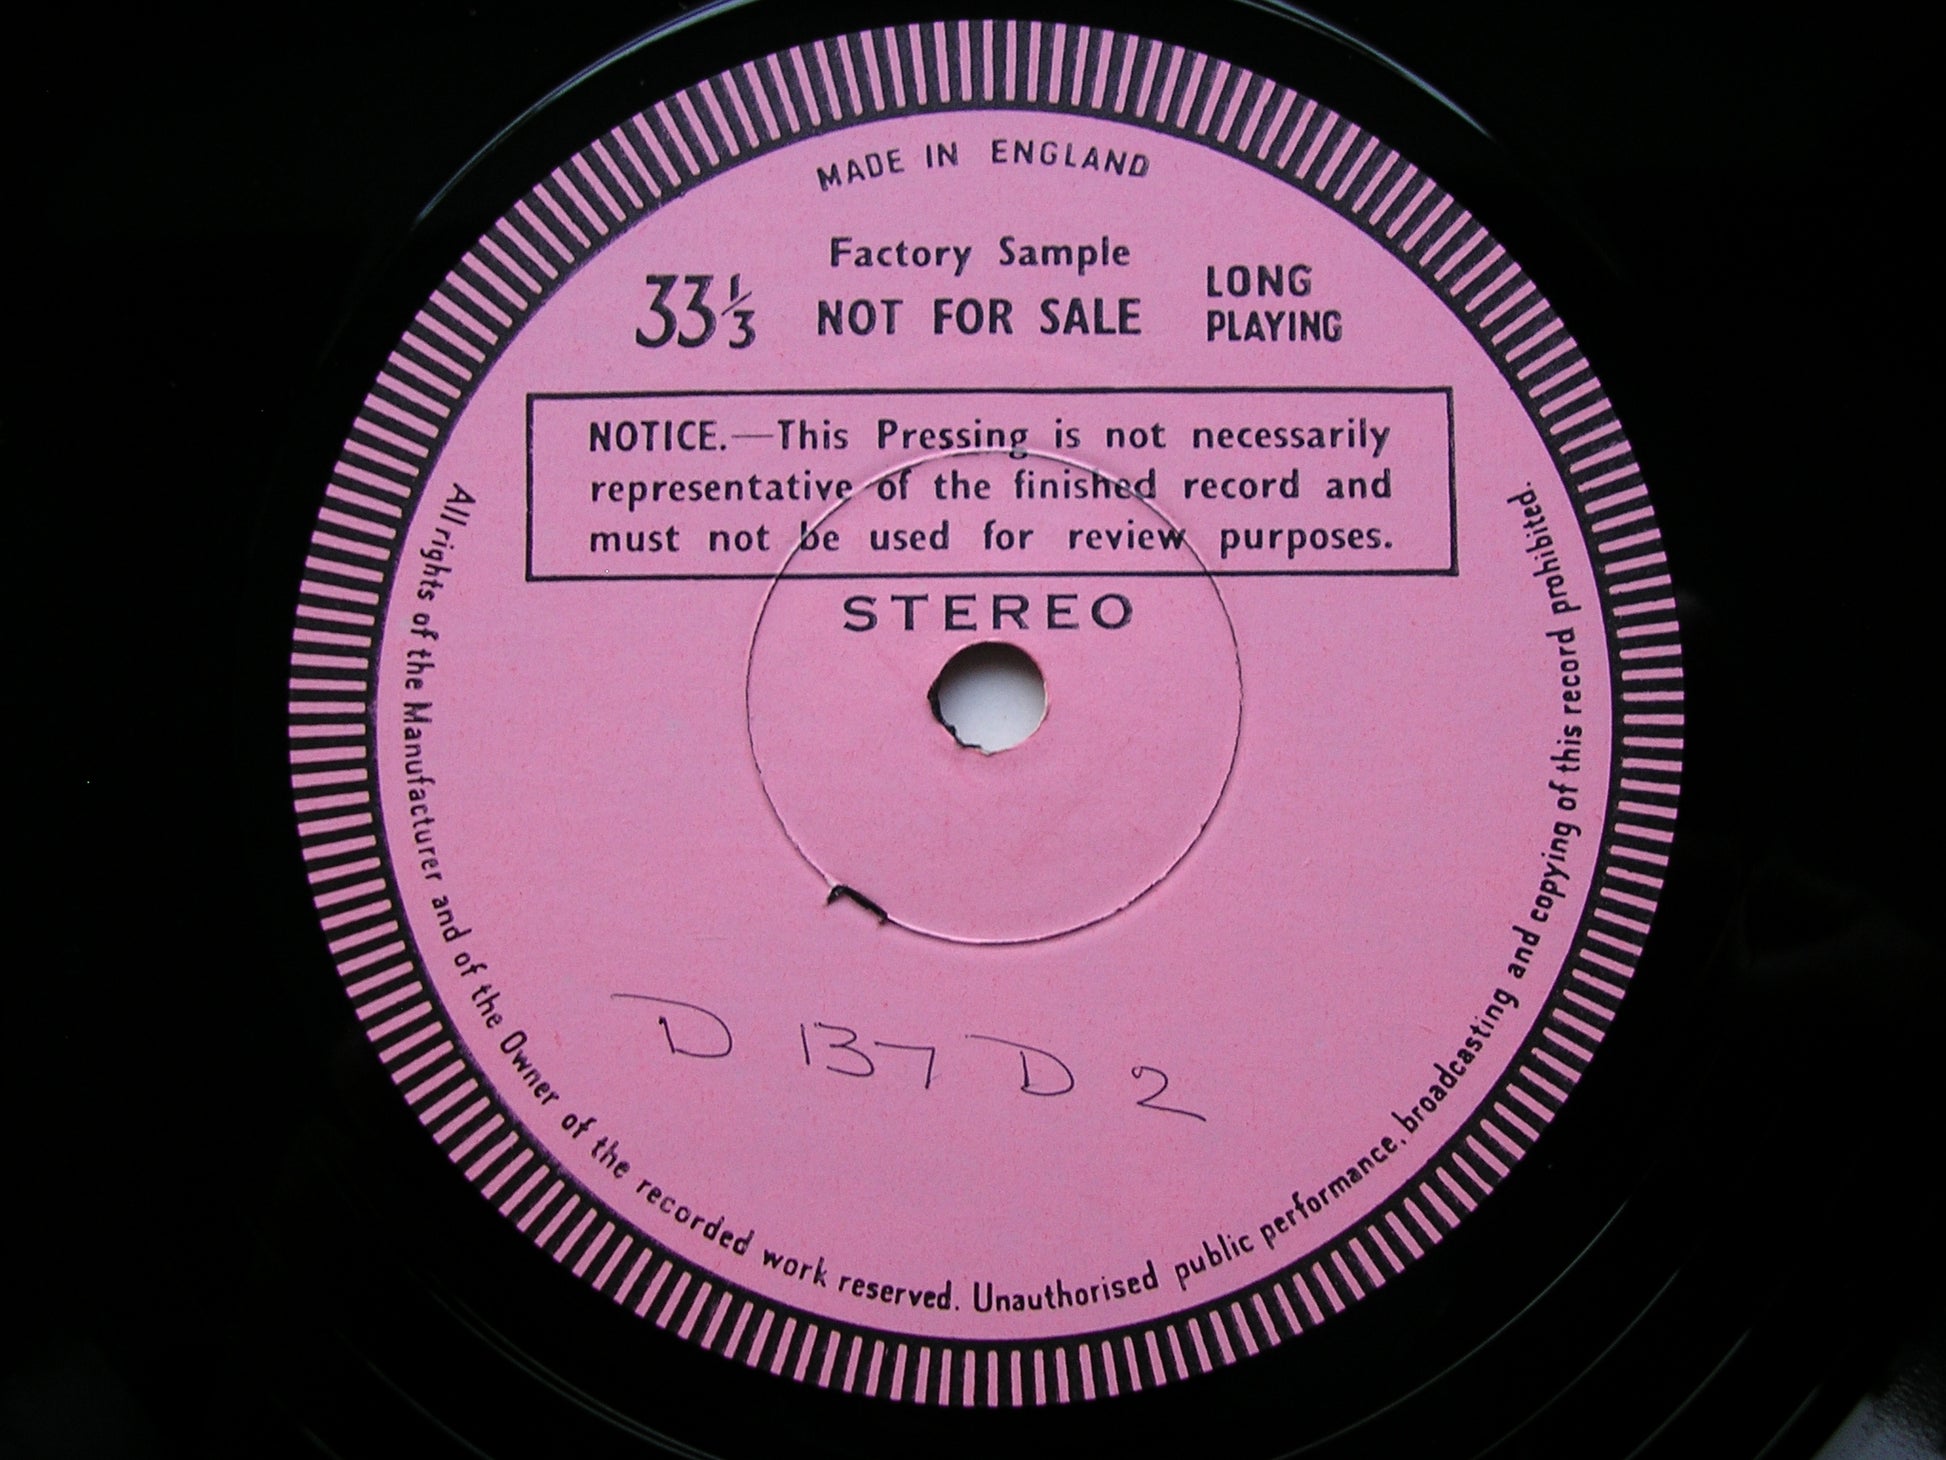 MADE IN ENGLAND
Factory Sample
33 1/3
NOT FOR SALE
LONG
PLAYING
NOTICE.—This Pressing is not necessarily
representative of the finished record and
must not be used for review purposes.
STEREO
D 137 D 2
All rights of the Manufacturer and of the Owner of the recorded work reserved. Unauthorised public performance, broadcasting and copying of this record prohibited.